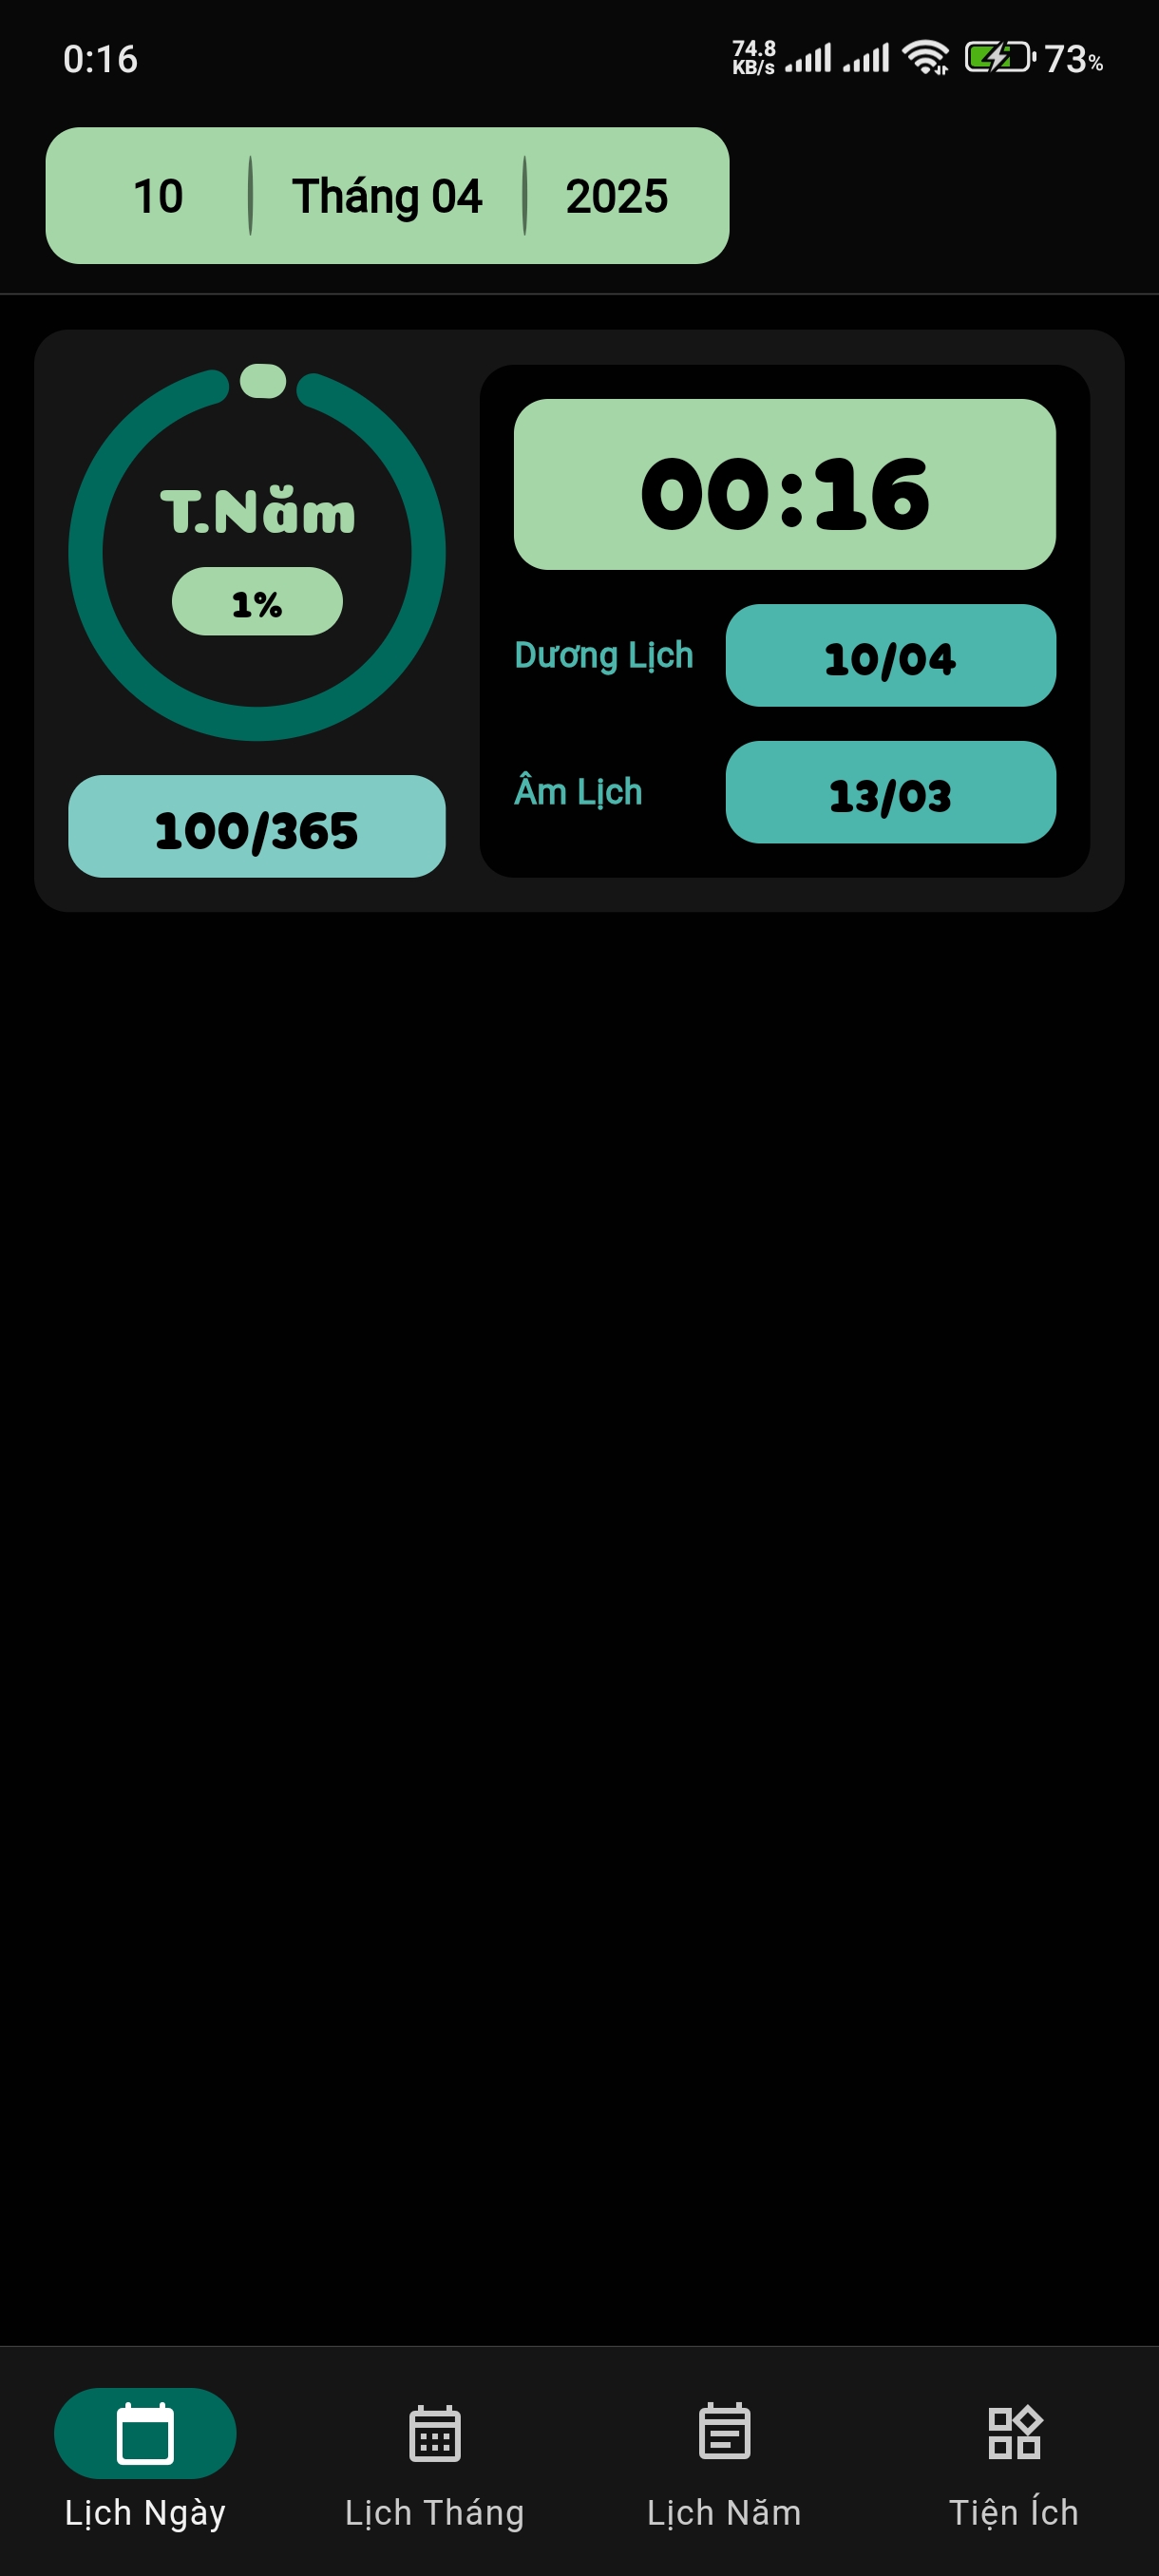 0:16
74.8
KB/s
73%
10
Tháng 04
2025
T.Năm
1%
100/365
00:16
Dương Lịch
10/04
Âm Lịch
13/03
Lịch Ngày
Lịch Tháng
Lịch Năm
Tiện Ích